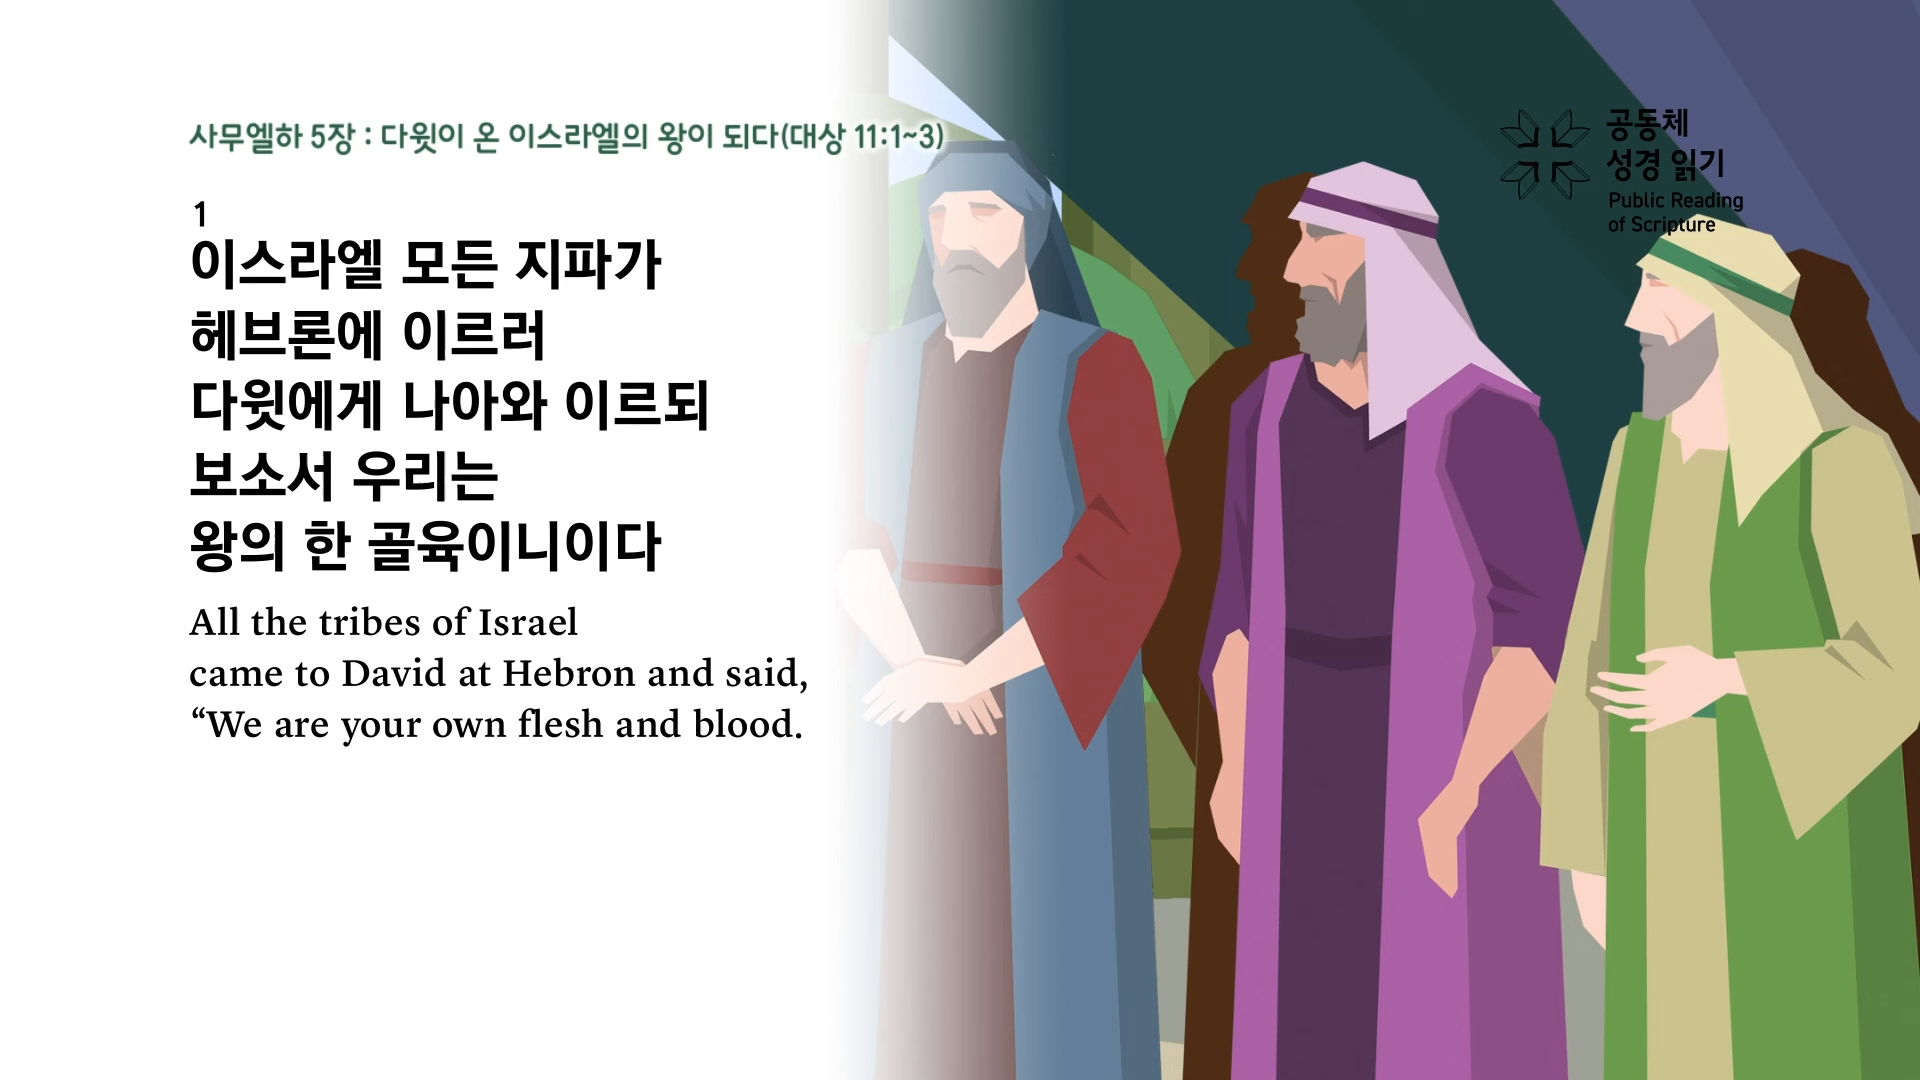 사무엘하 5장 : 다윗이 온 이스라엘의 왕이 되다(대상 11:1~3)
1
이스라엘 모든 지파가
헤브론에 이르러
다윗에게 나아와 이르되
보소서 우리는
왕의 한 골육이니이다
All the tribes of Israel
came to David at Hebron and said,
“We are your own flesh and blood.
공동체
성경 읽기
Public Reading
of Scripture